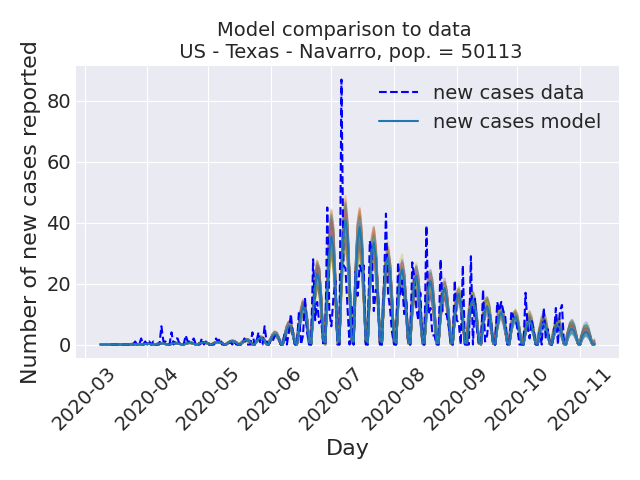 Model comparison to data
US - Texas - Navarro, pop. = 50113
Number of new cases reported
80
60
40
20
0
new cases data
new cases model
2020-03
2020-04
2020-05
2020-06
2020-07
2020-08
2020-09
2020-10
2020-11
Day